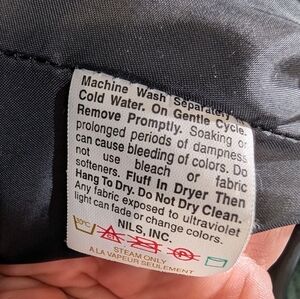 Machine Wash Separately
Cold Water. On Gentle Cycle.
Remove Promptly. Soaking or
prolonged periods of dampness
can cause bleeding of colors. Do
not use bleach or fabric
softeners. Fluff In Dryer Then
Hang To Dry. Do Not Dry Clean.
Any fabric exposed to ultraviolet
light can fade or change colors.
NILS, INC.
30°C
STEAM ONLY
A LA VAPEUR SEULEMENT